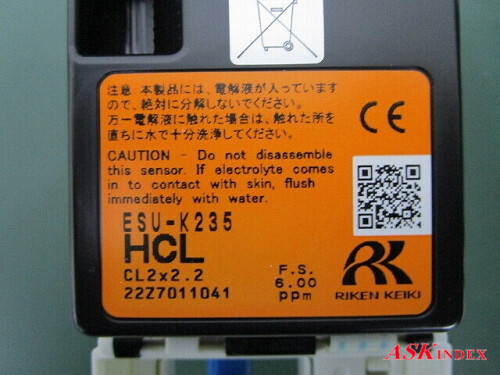 注意：本製品には、電解液が入っています
ので、絶対に分解しないでください。
万一電解液に触れた場合は、触れた所を
直ちに水で十分洗浄してください。
CAUTION - Do not disassemble
this sensor. If electrolyte comes
in to contact with skin, flush
immediately with water.
ESU-K235
HCL
CL2x2.2
22Z7011041
F.S.
6.00
ppm
CE
RK
RIKEN KEIKI
ASKINDEX